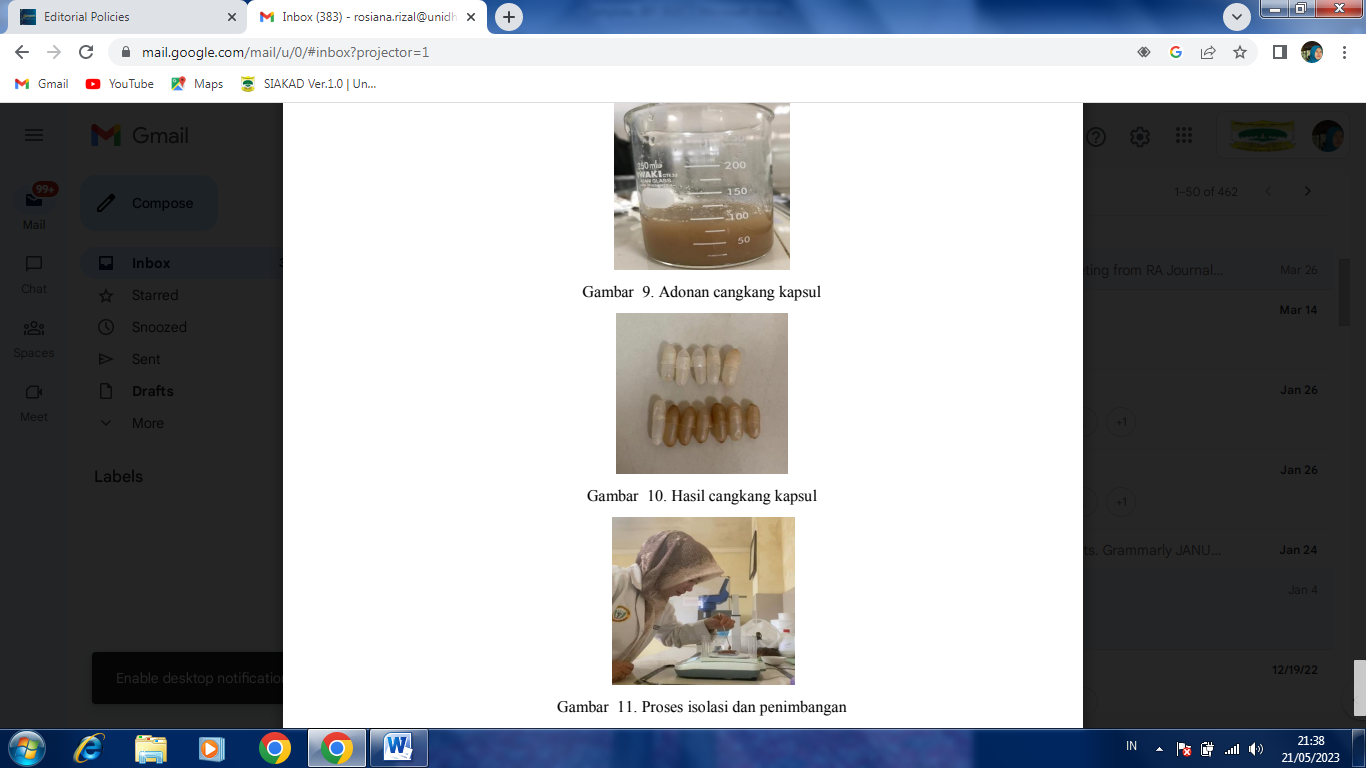 Editorial Policies
Inbox (383) - rosiana.rizal@unidh
mail.google.com/mail/u/0/#inbox?projector=1
Gmail
YouTube
Maps
SIAKAD Ver.1.0 | Un...
Gmail
1-50 of 462
99+
Mail
Compose
Chat
Inbox
Starred
Spaces
Snoozed
Sent
Meet
Drafts
More
Labels
Enable desktop notification
200
150
100
50
Gambar 9. Adonan cangkang kapsul
Gambar 10. Hasil cangkang kapsul
Gambar 11. Proses isolasi dan penimbangan
ting from RA Journal...
Mar 26
Mar 14
Jan 26
+1
Jan 26
+1
ts. Grammarly JANU...
Jan 24
Jan 4
12/19/22
IN
21:38
21/05/2023